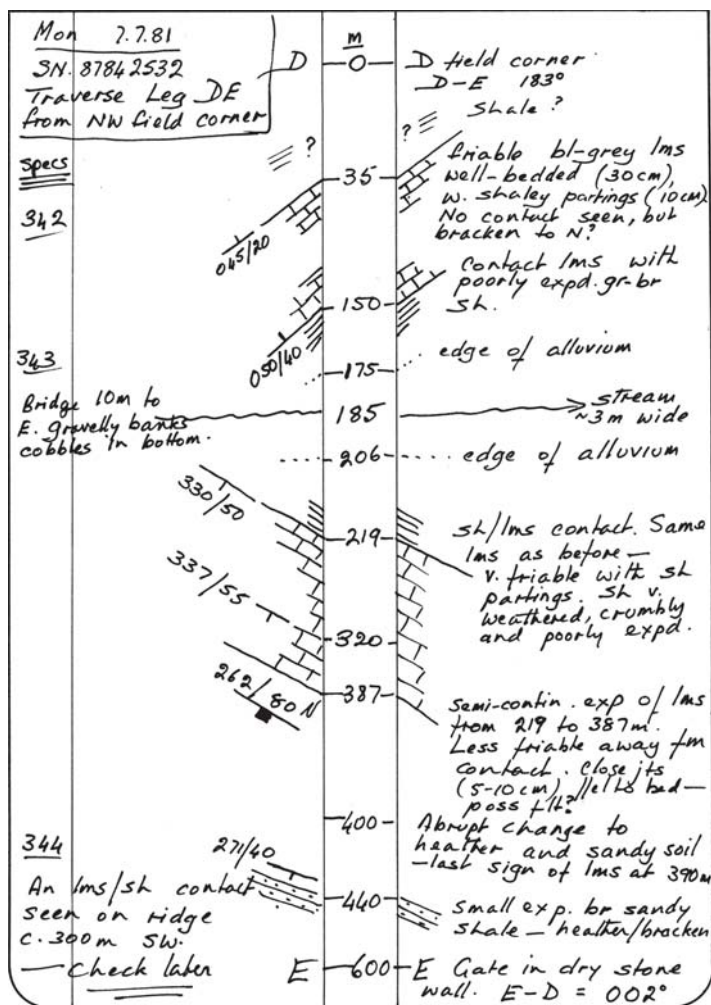 Mon 7.7.81
SN. 87842532
Traverse Leg DE
from NW field corner
m
D
0
D field corner
D-E 183°
Shale ?
?
?
specs
35
friable bl-grey lms
well-bedded (30cm)
w. shaley partings (10cm)
No contact seen, but
bracken to N?
342
045/20
contact lms with
poorly expd. gr-br
sh.
150
050/40
343
175
edge of alluvium
Bridge 10m to
E. gravelly banks
cobbles in bottom.
185
stream
~3m wide
206
edge of alluvium
330/50
219
sh/lms contact. Same
lms as before —
v. friable with sh
partings. Sh v.
weathered, crumbly
and poorly expd.
337/55
320
262/80N
387
Semi-contin. exp of lms
from 219 to 387m.
Less friable away fm
contact. Close jts
(5-10cm) //el to bed—
poss flt?
400
Abrupt change to
heather and sandy soil
—last sign of lms at 390m
344
271/40
An lms/sh contact
seen on ridge
c. 300m SW.
— Check later
440
Small exp. br sandy
shale — heather/bracken
E
600
E Gate in dry stone
wall. E-D = 002°